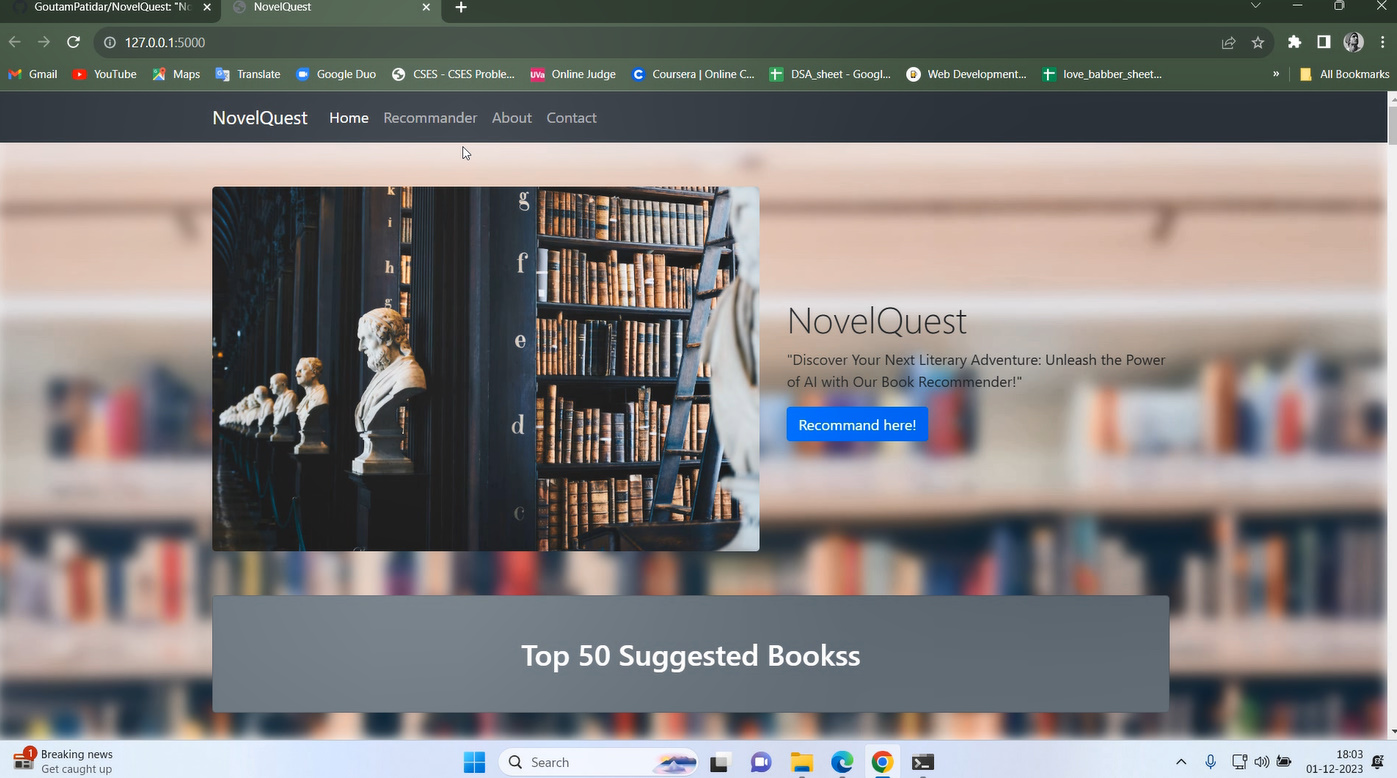 GoutamPatidar/NovelQuest: "No
NovelQuest
127.0.0.1:5000
Gmail
YouTube
Maps
Translate
Google Duo
CSES - CSES Proble...
UVa Online Judge
Coursera | Online C...
DSA_sheet - Googl...
Web Development...
love_babber_sheet...
»
All Bookmarks
NovelQuest Home Recommander About Contact
k
i
h
g
g
f
e
d
c
NovelQuest
"Discover Your Next Literary Adventure: Unleash the Power
of AI with Our Book Recommender!"
Recommand here!
Top 50 Suggested Bookss
1
Breaking news
Get caught up
Search
18:03
01-12-2023